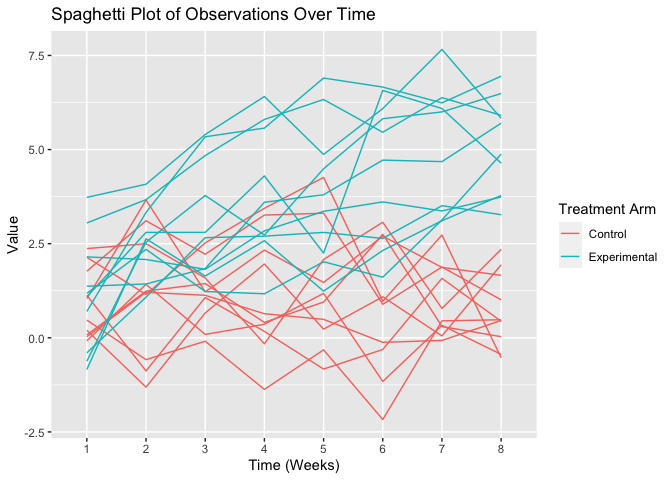 Spaghetti Plot of Observations Over Time
7.5
5.0
2.5
0.0
-2.5
Value
1 2 3 4 5 6 7 8
Time (Weeks)
Treatment Arm
Control
Experimental